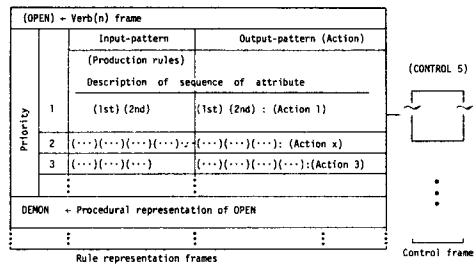 (OPEN) ← Verb(n) frame
Input-pattern Output-pattern (Action)
(Production rules)
Description of sequence of attribute
(CONTROL 5)
Priority
1 (1st) (2nd) (1st) (2nd) : (Action 1)
2 (···)(···)(···)(···)··(···)(···)(···)(···): (Action x)
3 (···)(···)(···) (···)(···)(···)(···):(Action 3)
DEMON ← Procedural representation of OPEN
Rule representation frames
Control frame